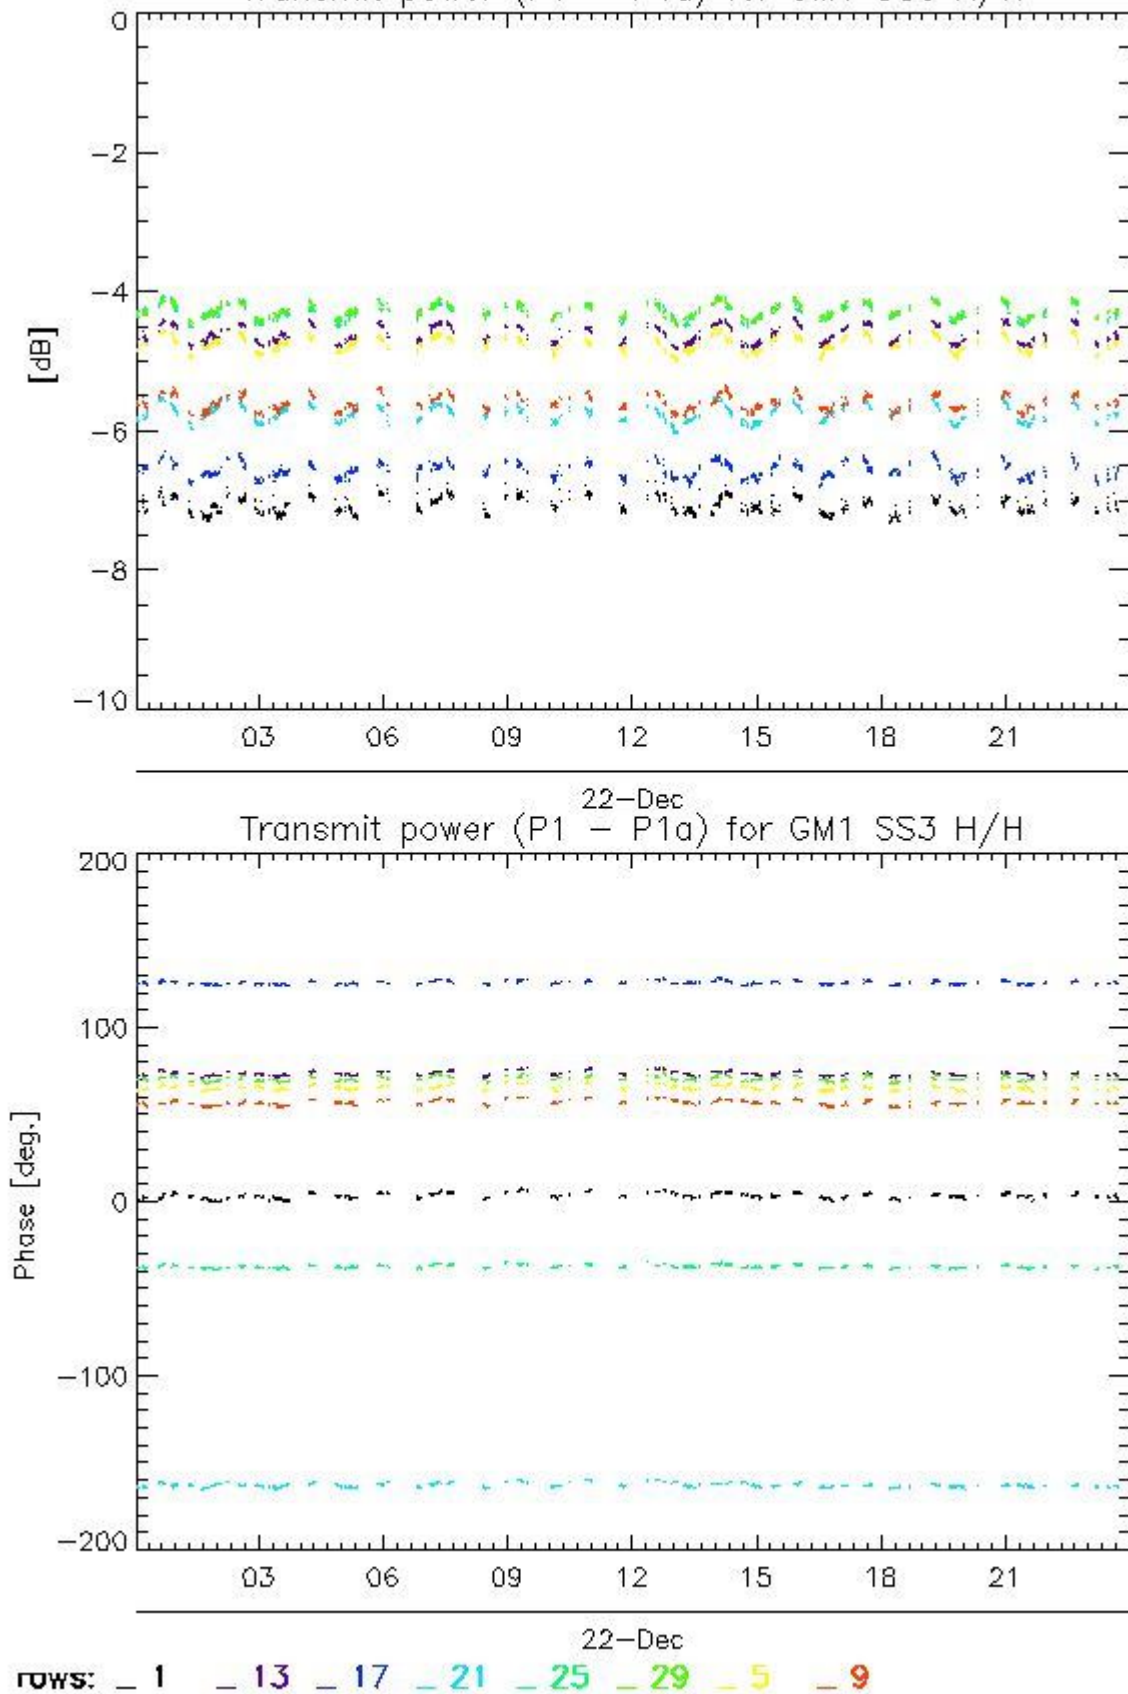 0
−2
−4
[dB]
−6
−8
−10
03 06 09 12 15 18 21
22−Dec
Transmit power (P1 − P1a) for GM1 SS3 H/H
200
100
Phase [deg.]
0
−100
−200
03 06 09 12 15 18 21
22−Dec
rows: _ 1 _ 13 _ 17 _ 21 _ 25 _ 29 _ 5 _ 9